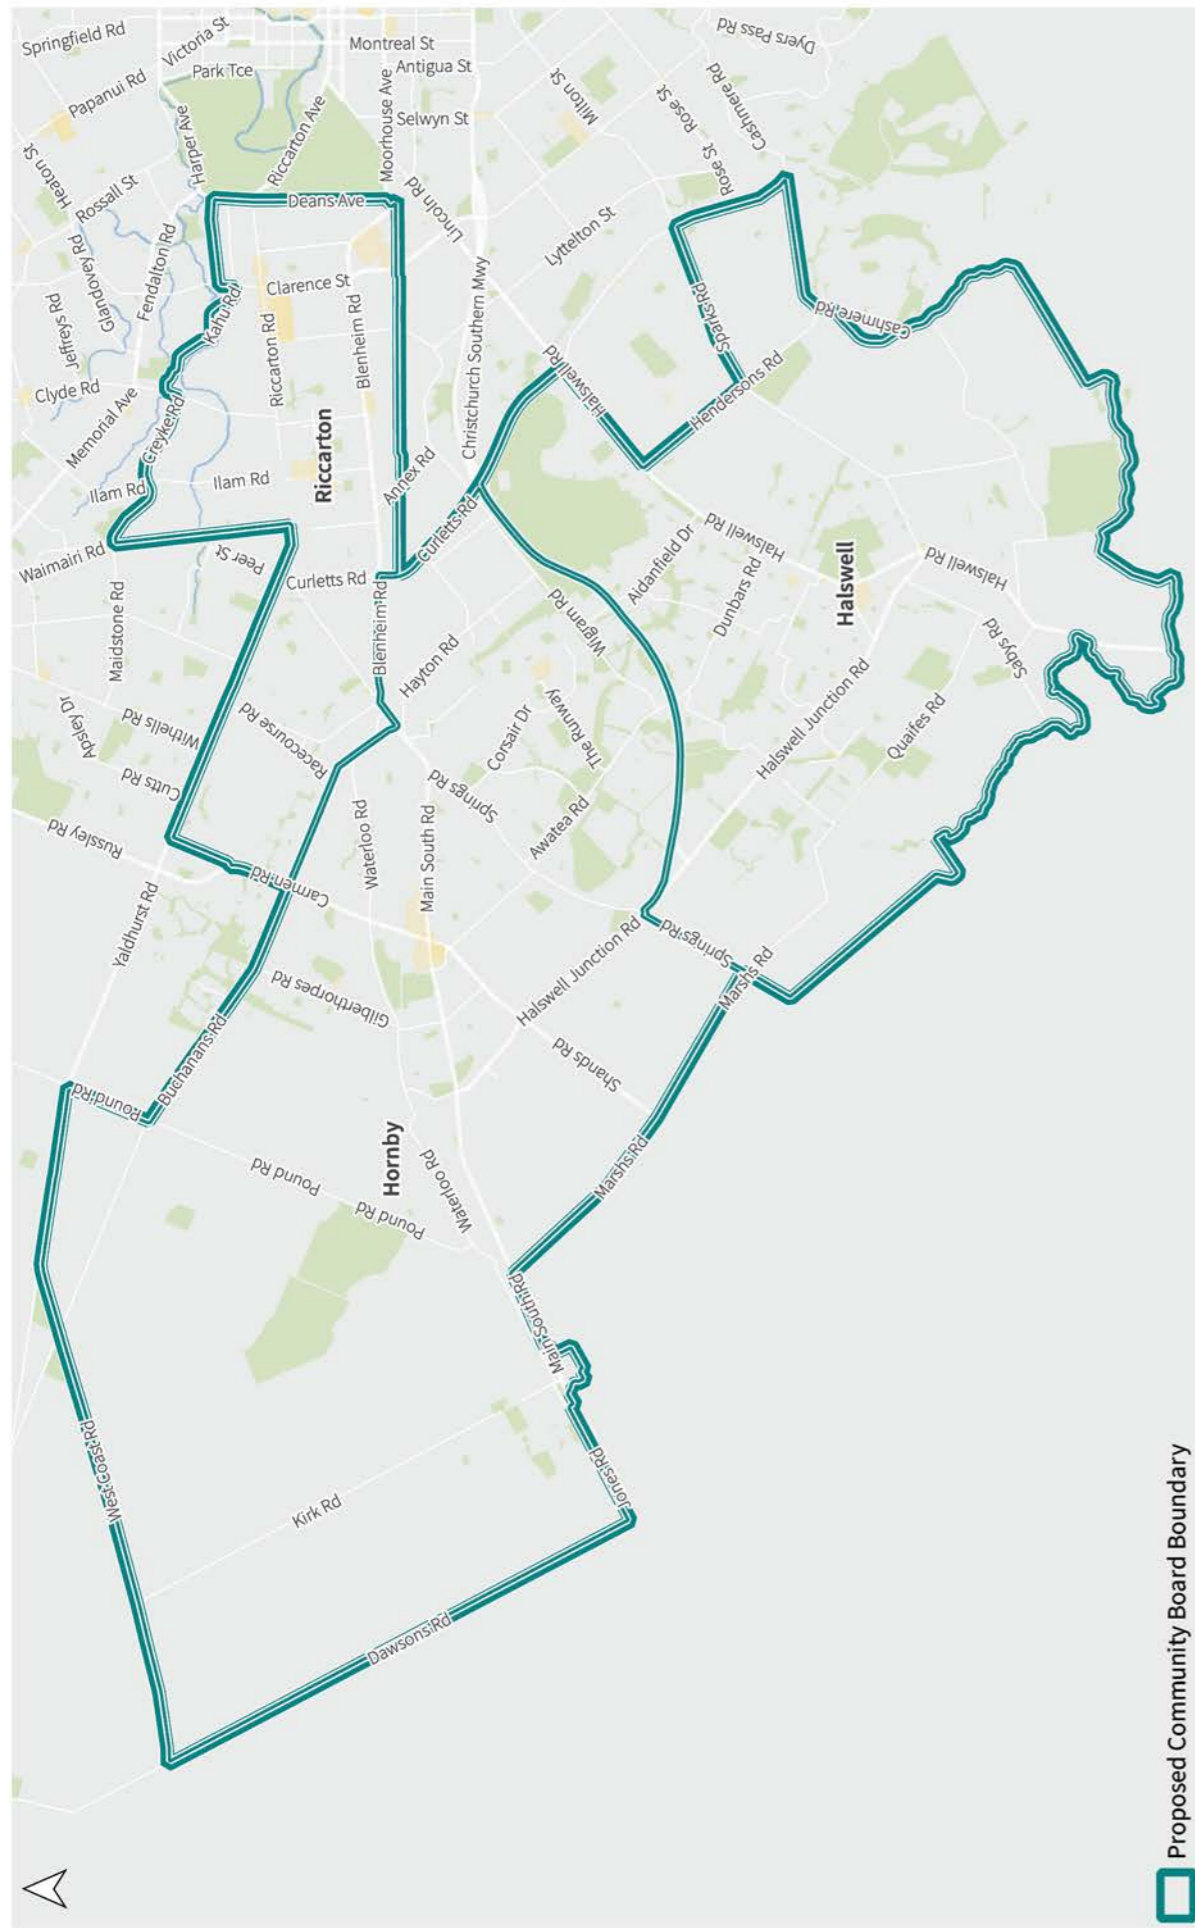 Springfield Rd
Victoria St
Montreal St
Park Tce
Antigua St
Papanui Rd
Moorhouse Ave
Selwyn St
Milton St
Rose St
Rose St
Cashmere Rd
Dyers Pass Rd
Heaton St
Harper Ave
Riccarton Ave
Rossall St
Deans Ave
Lincoln Rd
Lyttelton St
Glandovey Rd
Fendalton Rd
Jeffreys Rd
Clarence St
Kahu Rd
Riccarton Rd
Blenheim Rd
Christchurch Southern Mwy
Sparks Rd
Cashmere Rd
Clyde Rd
Memorial Ave
Creyke Rd
Halswell Rd
Halswell Rd
Hendersons Rd
Ilam Rd
Ilam Rd
Riccarton
Annex Rd
Curletts Rd
Waimairi Rd
Peer St
Curletts Rd
Blenheim Rd
Maidstone Rd
Hayton Rd
Wigram Rd
Aidanfield Dr
Halswell Rd
Dunbars Rd
Halswell
Halswell Rd
Halswell Rd
Sabys Rd
Apsley Dr
Withells Rd
Cutts Rd
Racecourse Rd
Corsair Dr
The Runway
Springs Rd
Awatea Rd
Halswell Junction Rd
Quaifes Rd
Russley Rd
Carmen Rd
Waterloo Rd
Main South Rd
Yaldhurst Rd
Gilberthorpes Rd
Halswell Junction Rd
Springs Rd
Marshs Rd
Buchanans Rd
Pound Rd
Shands Rd
Hornby
Pound Rd
Pound Rd
Waterloo Rd
Marshs Rd
Main South Rd
Main
West Coast Rd
Kirk Rd
Jones Rd
Dawsons Rd
Proposed Community Board Boundary